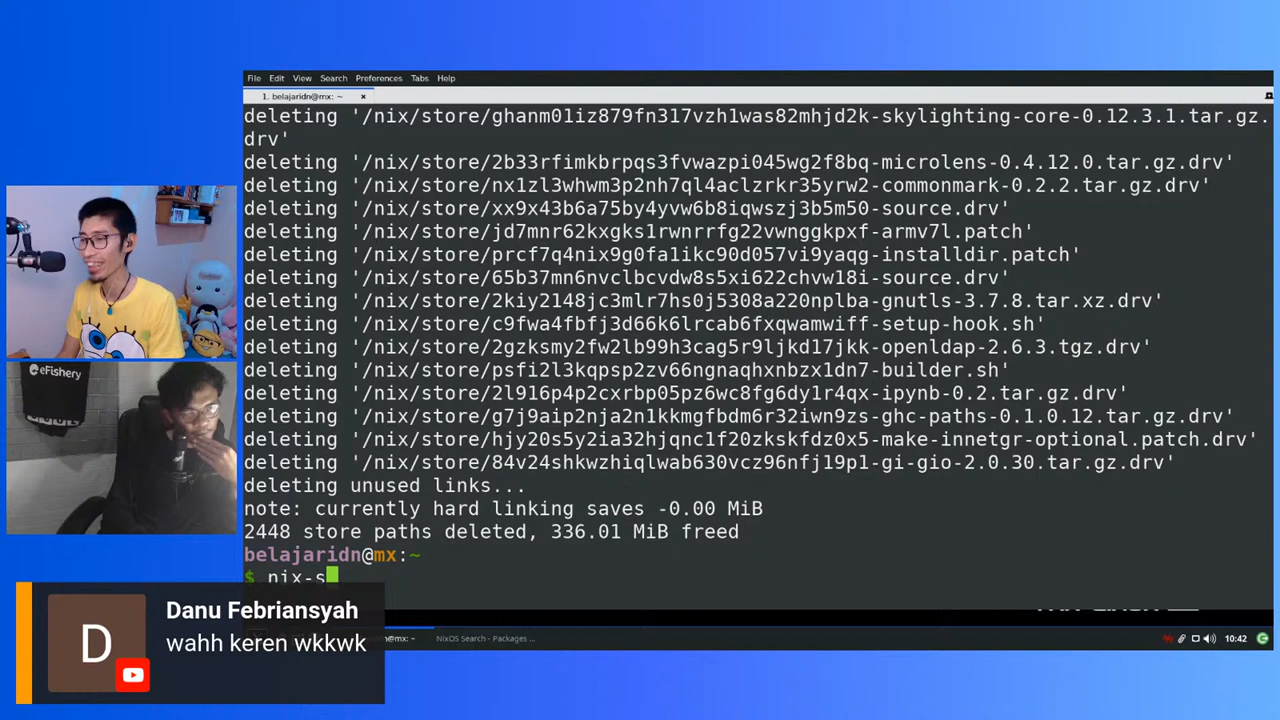 File Edit View Search Preferences Tabs Help
1. belajaridn@mx: ~ ×
deleting '/nix/store/ghanm01iz879fn317vzh1was82mhjd2k-skylighting-core-0.12.3.1.tar.gz.
drv'
deleting '/nix/store/2b33rfimkbrpqs3fvwazpi045wg2f8bq-microlens-0.4.12.0.tar.gz.drv'
deleting '/nix/store/nx1zl3whwm3p2nh7ql4aclzrkr35yrw2-commonmark-0.2.2.tar.gz.drv'
deleting '/nix/store/xx9x43b6a75by4yvw6b8iqwszj3b5m50-source.drv'
deleting '/nix/store/jd7mnr62kxgks1rwnrrfg22vwnggkpxf-armv7l.patch'
deleting '/nix/store/prcf7q4nix9g0fa1ikc90d057vi9yaqg-installdir.patch'
deleting '/nix/store/65b37mn6nvclbcvdw8s5xi622chvw18i-source.drv'
deleting '/nix/store/2kiy2148jc3mlr7hs0j5308a220nplba-gnutls-3.7.8.tar.xz.drv'
deleting '/nix/store/c9fwa4fbfj3d66k6lrcab6fxqwamwiff-setup-hook.sh'
deleting '/nix/store/2gzksmy2fw2lb99h3cag5r9ljkd17jkk-openldap-2.6.3.tgz.drv'
deleting '/nix/store/psfi2l3kqpsp2zv66ngnaqhxnbzx1dn7-builder.sh'
deleting '/nix/store/2l916p4p2cxrbp05pz6wc8fg6dy1r4qx-ipynb-0.2.tar.gz.drv'
deleting '/nix/store/g7j9aip2nja2n1kkmgfbdm6r32iwn9zs-ghc-paths-0.1.0.12.tar.gz.drv'
deleting '/nix/store/hjy20s5y2ia32hjqnc1f20zkskfdz0x5-make-innetgr-optional.patch.drv'
deleting '/nix/store/84v24shkwzhiqlwab630vcz96nfj19p1-gi-gio-2.0.30.tar.gz.drv'
deleting unused links...
note: currently hard linking saves -0.00 MiB
2448 store paths deleted, 336.01 MiB freed
belajaridn@mx:~
$ nix-s
eFishery
Danu Febriansyah
D
wahh keren wkkwk
@mx: ~
NixOS Search - Packages ...
10:42